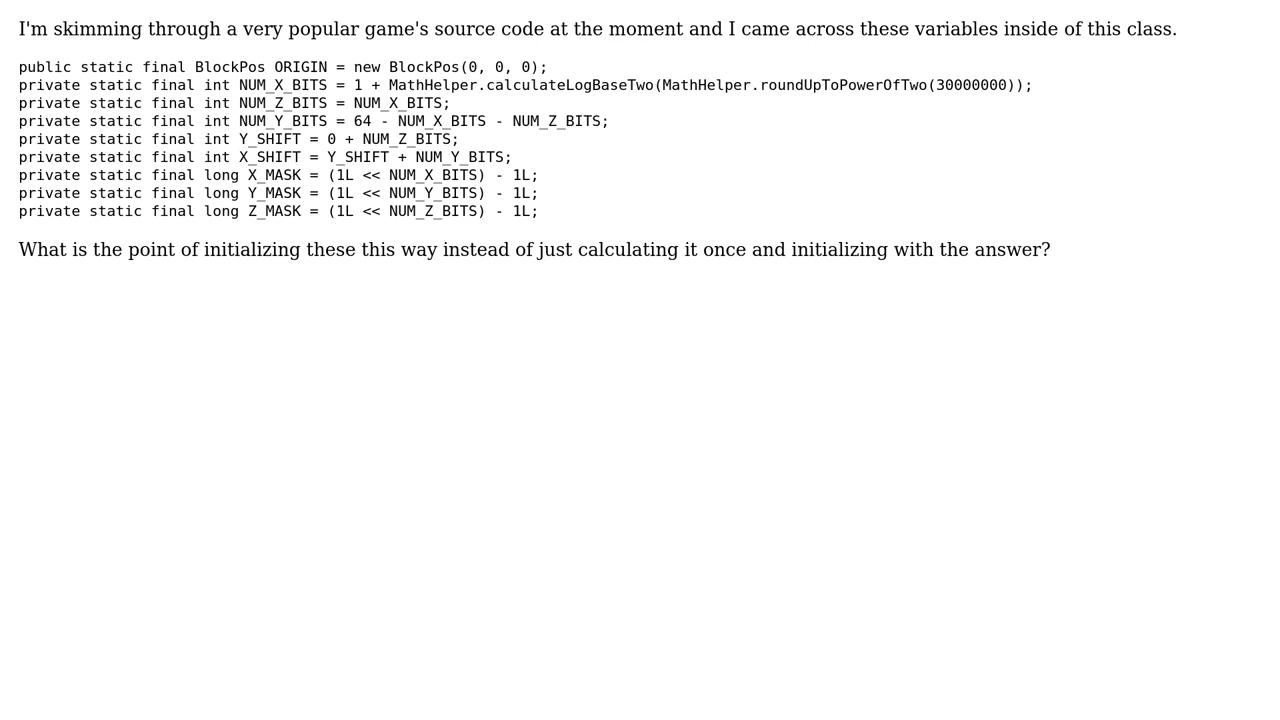 I'm skimming through a very popular game's source code at the moment and I came across these variables inside of this class.
public static final BlockPos ORIGIN = new BlockPos(0, 0, 0);
private static final int NUM_X_BITS = 1 + MathHelper.calculateLogBaseTwo(MathHelper.roundUpToPowerOfTwo(30000000));
private static final int NUM_Z_BITS = NUM_X_BITS;
private static final int NUM_Y_BITS = 64 - NUM_X_BITS - NUM_Z_BITS;
private static final int Y_SHIFT = 0 + NUM_Z_BITS;
private static final int X_SHIFT = Y_SHIFT + NUM_Y_BITS;
private static final long X_MASK = (1L << NUM_X_BITS) - 1L;
private static final long Y_MASK = (1L << NUM_Y_BITS) - 1L;
private static final long Z_MASK = (1L << NUM_Z_BITS) - 1L;
What is the point of initializing these this way instead of just calculating it once and initializing with the answer?